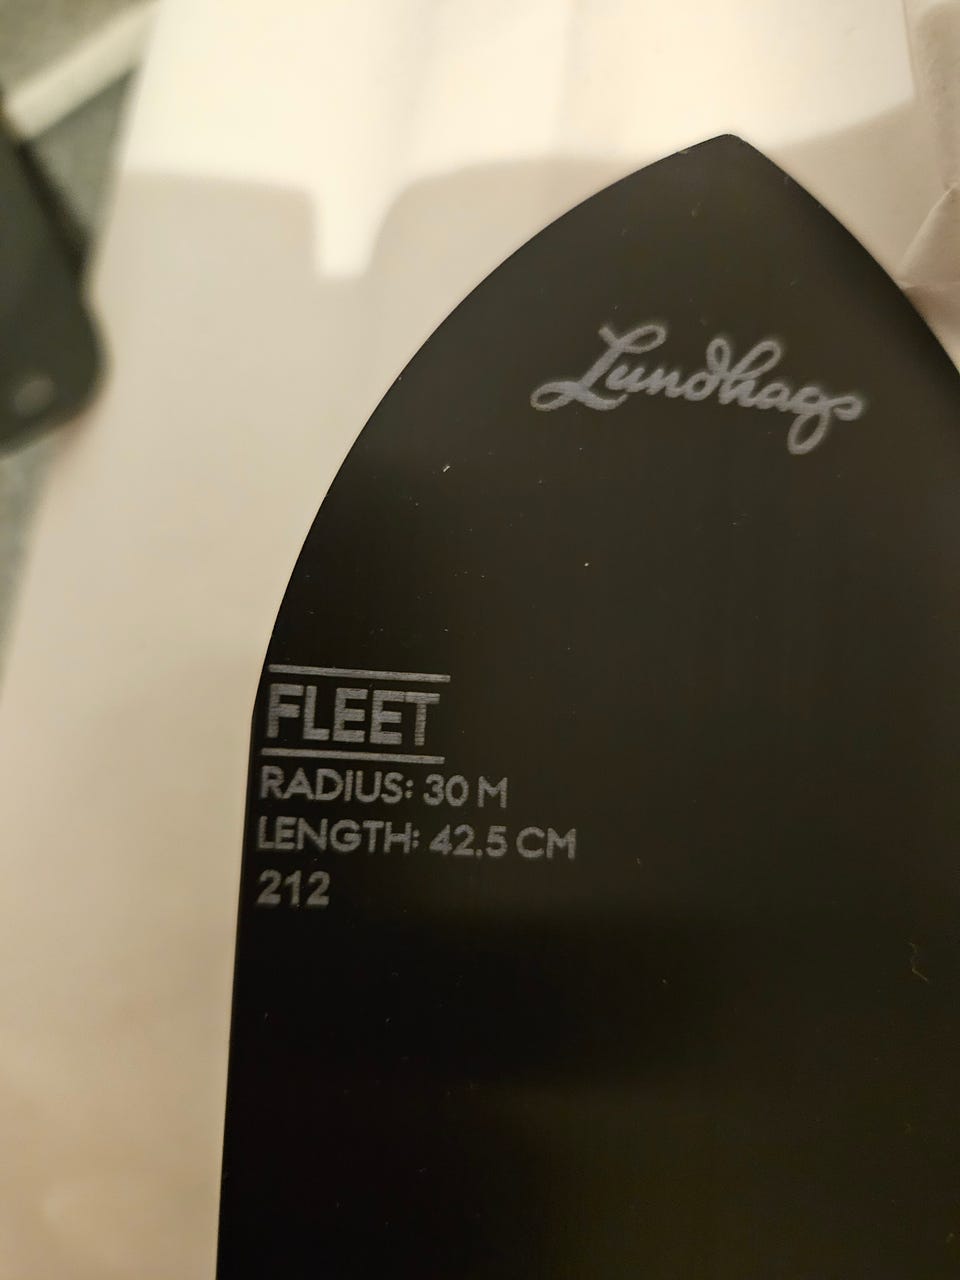 Lundhags
FLEET
RADIUS: 30 M
LENGTH: 42.5 CM
212